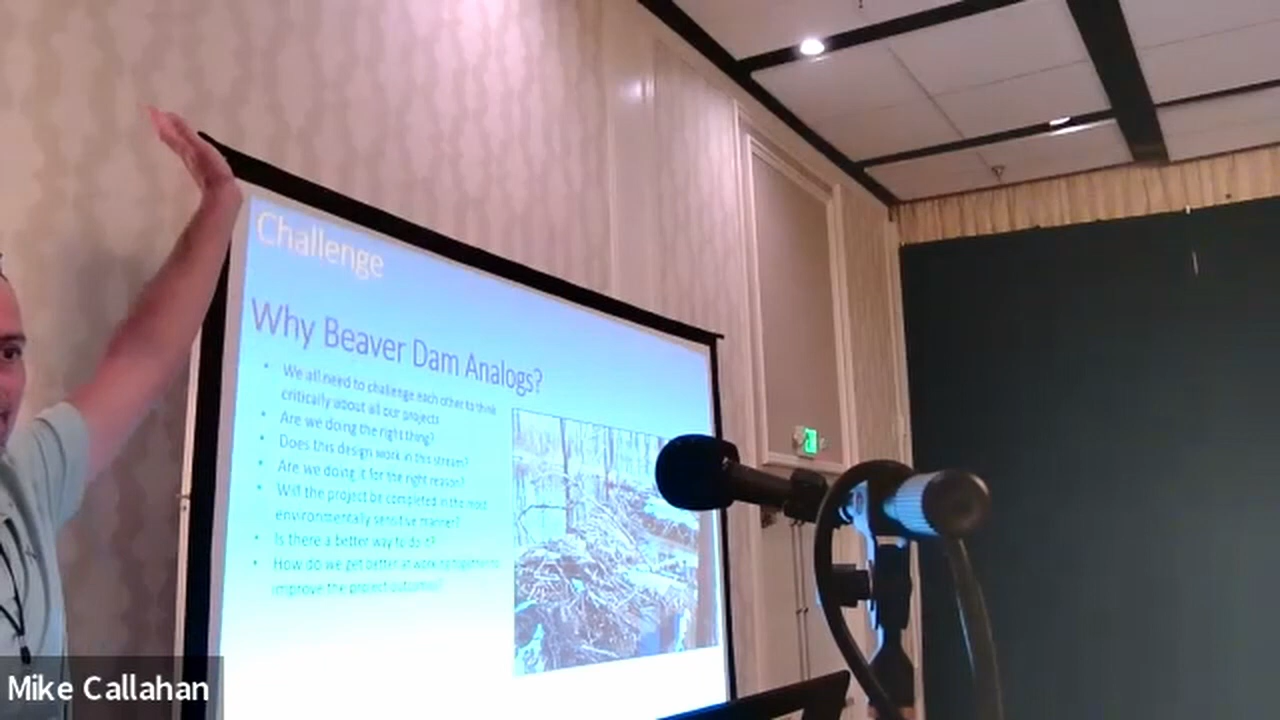 Challenge
Why Beaver Dam Analogs?
• We all need to challenge each other to think
critically about all our projects
• Are we doing the right thing?
• Does this design work in this stream?
• Are we doing it for the right reason?
• Will the project be completed in the most
environmentally sensitive manner?
• Is there a better way to do it?
• How do we get better at working together to
improve the project outcomes?
Mike Callahan